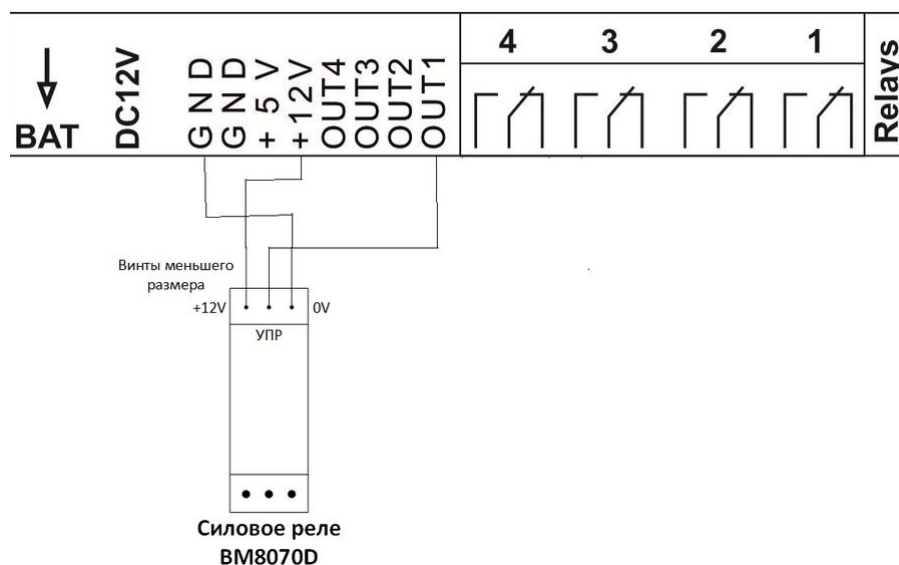 BAT
DC12V
GND
GND
+5V
+12V
OUT4
OUT3
OUT2
OUT1
4 3 2 1
Relays
Винты меньшего
размера
+12V
0V
УПР
Силовое реле
BM8070D